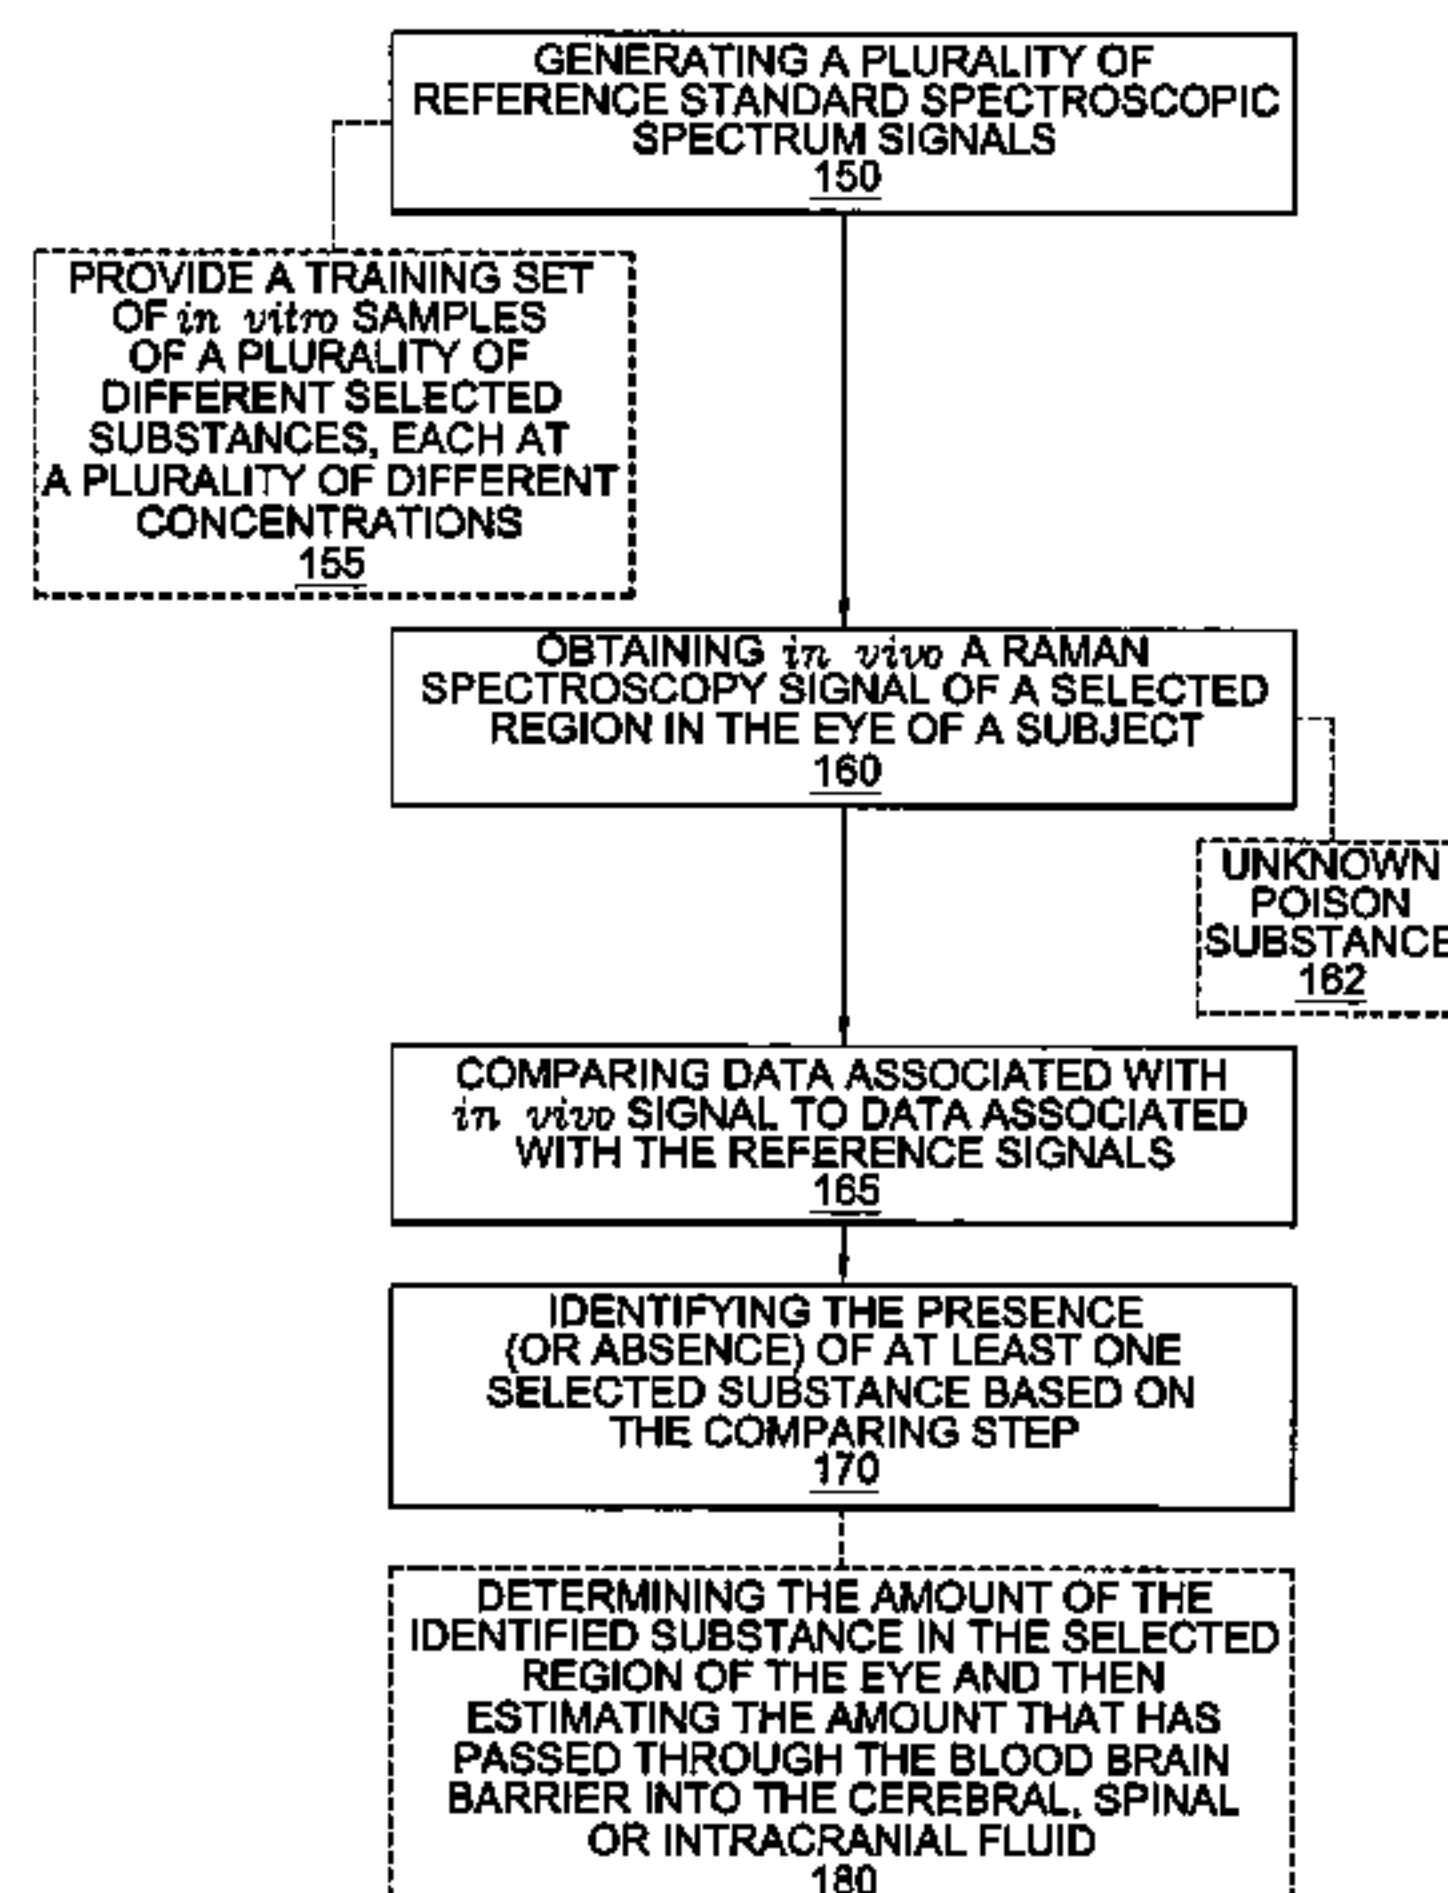 GENERATING A PLURALITY OF
REFERENCE STANDARD SPECTROSCOPIC
SPECTRUM SIGNALS
150
PROVIDE A TRAINING SET
OF in vitro SAMPLES
OF A PLURALITY OF
DIFFERENT SELECTED
SUBSTANCES, EACH AT
A PLURALITY OF DIFFERENT
CONCENTRATIONS
155
OBTAINING in vivo A RAMAN
SPECTROSCOPY SIGNAL OF A SELECTED
REGION IN THE EYE OF A SUBJECT
160
UNKNOWN
POISON
SUBSTANCE
162
COMPARING DATA ASSOCIATED WITH
in vivo SIGNAL TO DATA ASSOCIATED
WITH THE REFERENCE SIGNALS
165
IDENTIFYING THE PRESENCE
(OR ABSENCE) OF AT LEAST ONE
SELECTED SUBSTANCE BASED ON
THE COMPARING STEP
170
DETERMINING THE AMOUNT OF THE
IDENTIFIED SUBSTANCE IN THE SELECTED
REGION OF THE EYE AND THEN
ESTIMATING THE AMOUNT THAT HAS
PASSED THROUGH THE BLOOD BRAIN
BARRIER INTO THE CEREBRAL, SPINAL
OR INTRACRANIAL FLUID
180